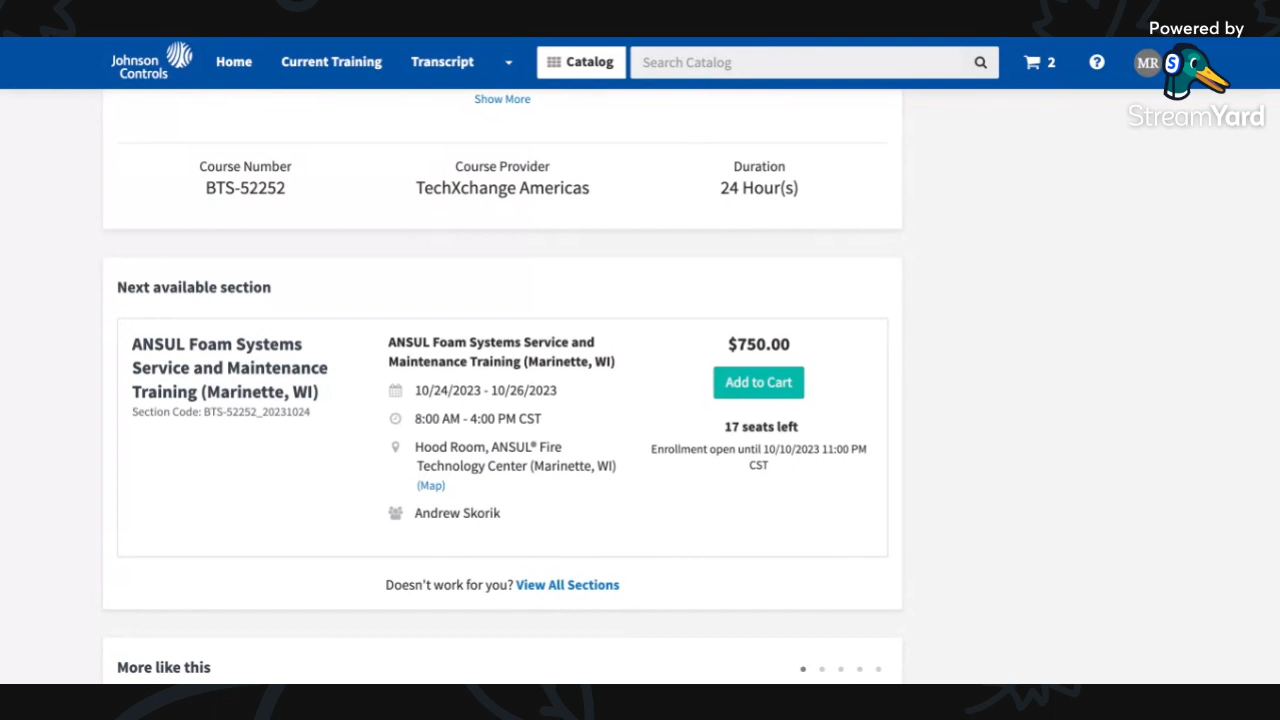 Powered by
StreamYard
Johnson
Controls
Home
Current Training
Transcript
Catalog
Search Catalog
2
MR
S
Show More
Course Number
BTS-52252
Course Provider
TechXchange Americas
Duration
24 Hour(s)
Next available section
ANSUL Foam Systems
Service and Maintenance
Training (Marinette, WI)
Section Code: BTS-52252_20231024
ANSUL Foam Systems Service and
Maintenance Training (Marinette, WI)
10/24/2023 - 10/26/2023
8:00 AM - 4:00 PM CST
Hood Room, ANSUL® Fire
Technology Center (Marinette, WI)
(Map)
Andrew Skorik
$750.00
Add to Cart
17 seats left
Enrollment open until 10/10/2023 11:00 PM
CST
Doesn't work for you? View All Sections
More like this